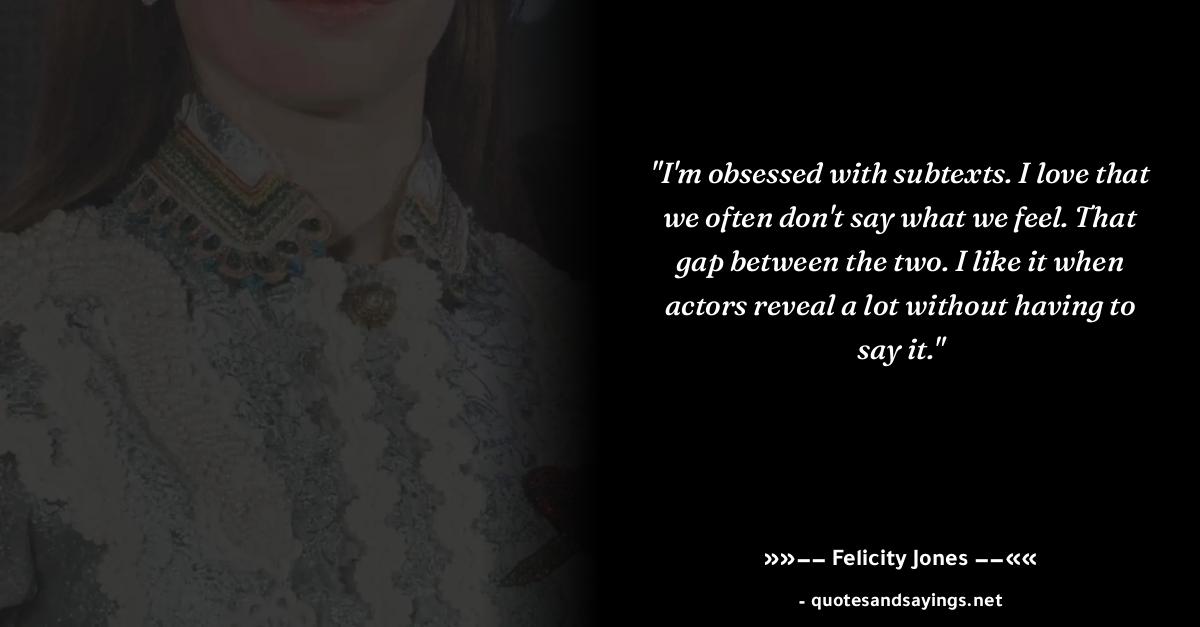 "I'm obsessed with subtexts. I love that
we often don't say what we feel. That
gap between the two. I like it when
actors reveal a lot without having to
say it."
»»−− Felicity Jones −−««
- quotesandsayings.net